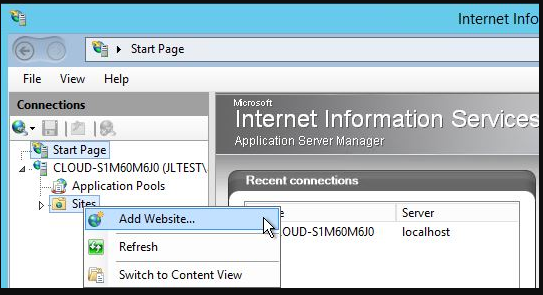 Internet Info
Start Page
File View Help
Connections
Start Page
CLOUD-S1M60M6J0 (JLTEST\
Application Pools
Sites
Add Website...
Refresh
Switch to Content View
Microsoft
Internet Information Services
Application Server Manager
Recent connections
e Server
LOUD-S1M60M6J0 localhost